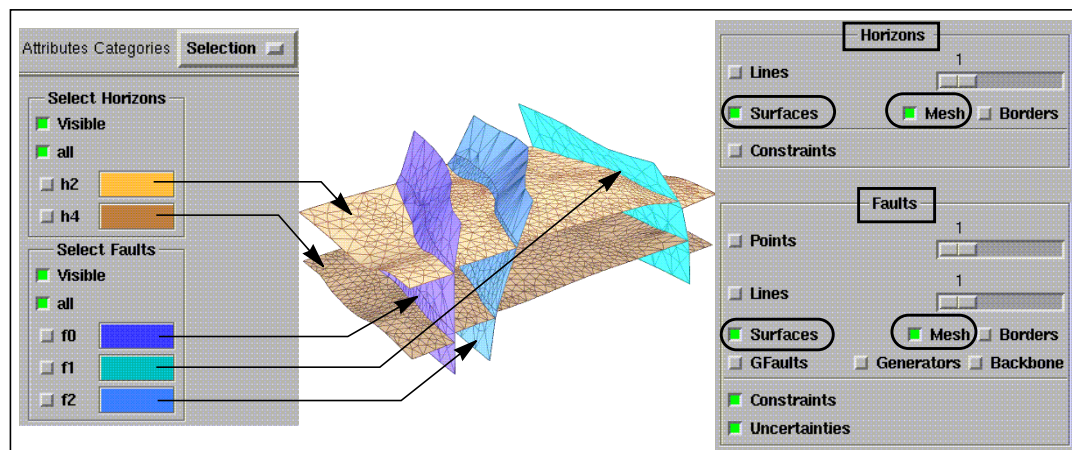 Attributes Categories Selection
Select Horizons
Visible
all
h2
h4
Select Faults
Visible
all
f0
f1
f2
Horizons
1
Lines
Surfaces Mesh Borders
Constraints
Faults
Points
1
Lines
1
Surfaces Mesh Borders
GFaults Generators Backbone
Constraints
Uncertainties